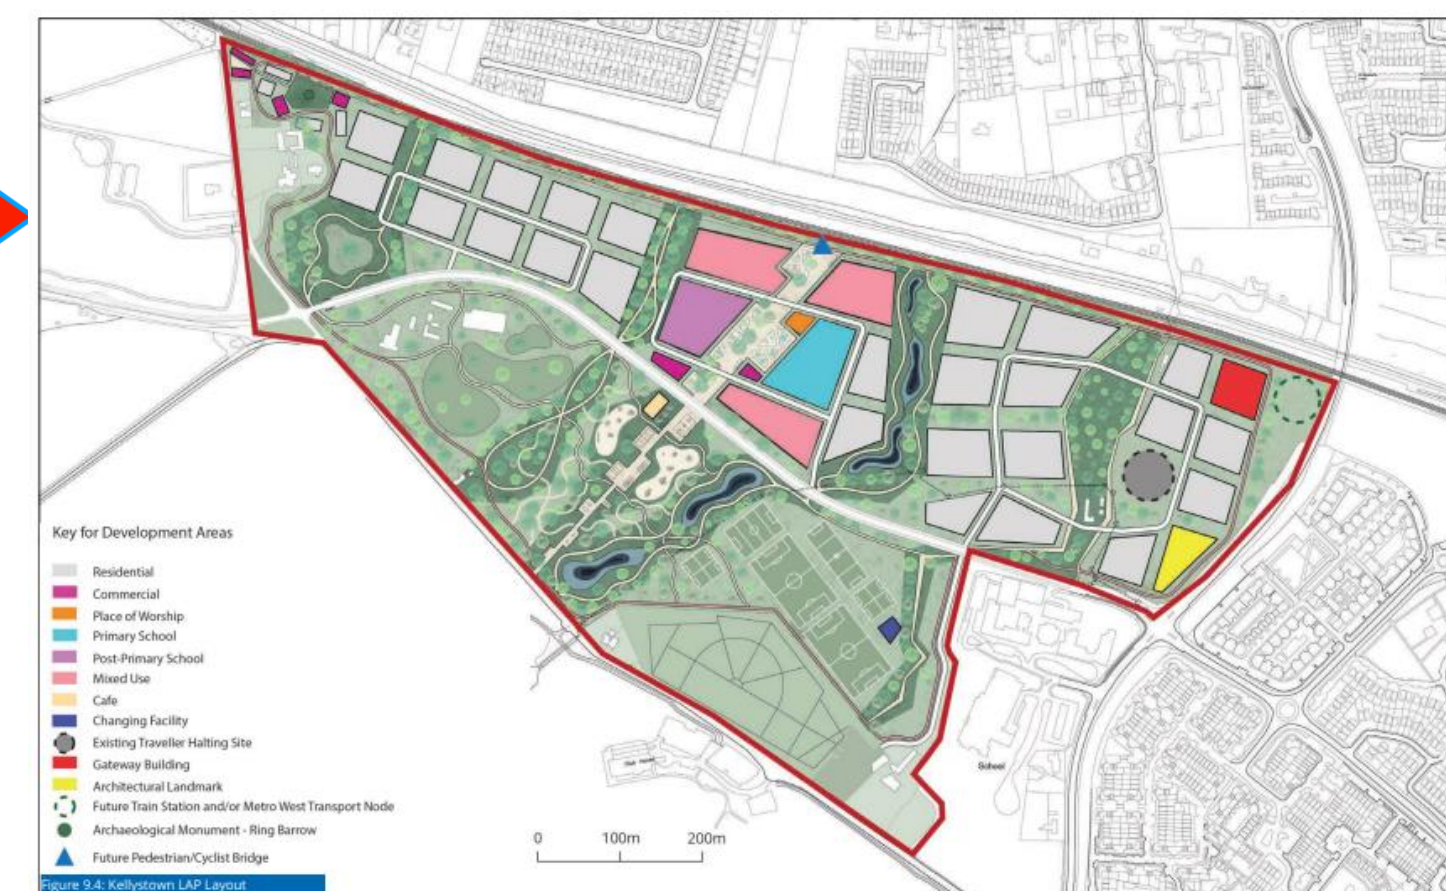 Key for Development Areas
Residential
Commercial
Place of Worship
Primary School
Post-Primary School
Mixed Use
Cafe
Changing Facility
Existing Traveller Halting Site
Gateway Building
Architectural Landmark
Future Train Station and/or Metro West Transport Node
Archaeological Monument - Ring Barrow
Future Pedestrian/Cyclist Bridge
0 100m 200m
School
Figure 9.4: Kellystown LAP Layout